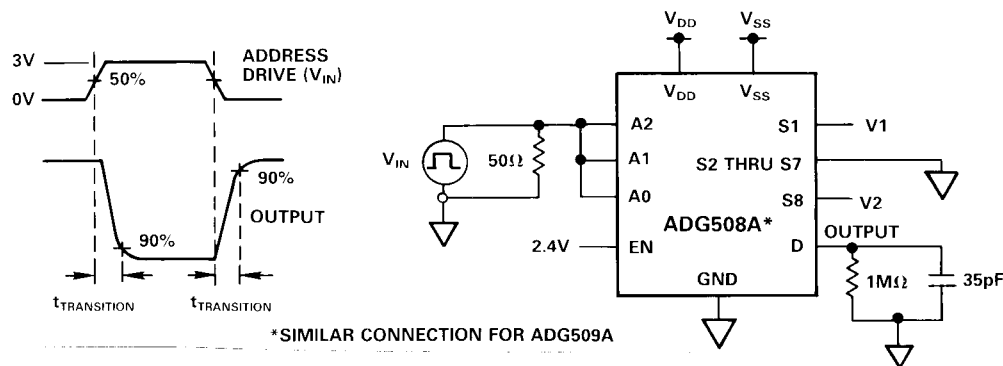 3V
ADDRESS
DRIVE (VIN)
50%
0V
90%
OUTPUT
90%
tTRANSITION
tTRANSITION
VDD
VSS
VDD
VSS
A2
S1
V1
VIN
50Ω
A1
S2 THRU S7
A0
S8
V2
ADG508A*
OUTPUT
2.4V
EN
D
GND
1MΩ
35pF
*SIMILAR CONNECTION FOR ADG509A